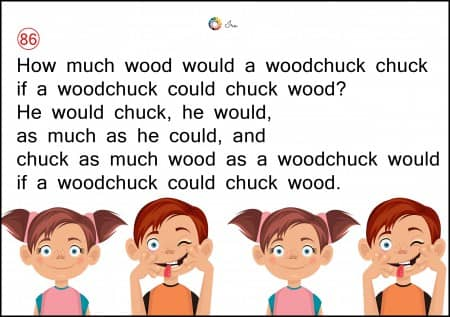 86
How much wood would a woodchuck chuck
if a woodchuck could chuck wood?
He would chuck, he would,
as much as he could, and
chuck as much wood as a woodchuck would
if a woodchuck could chuck wood.